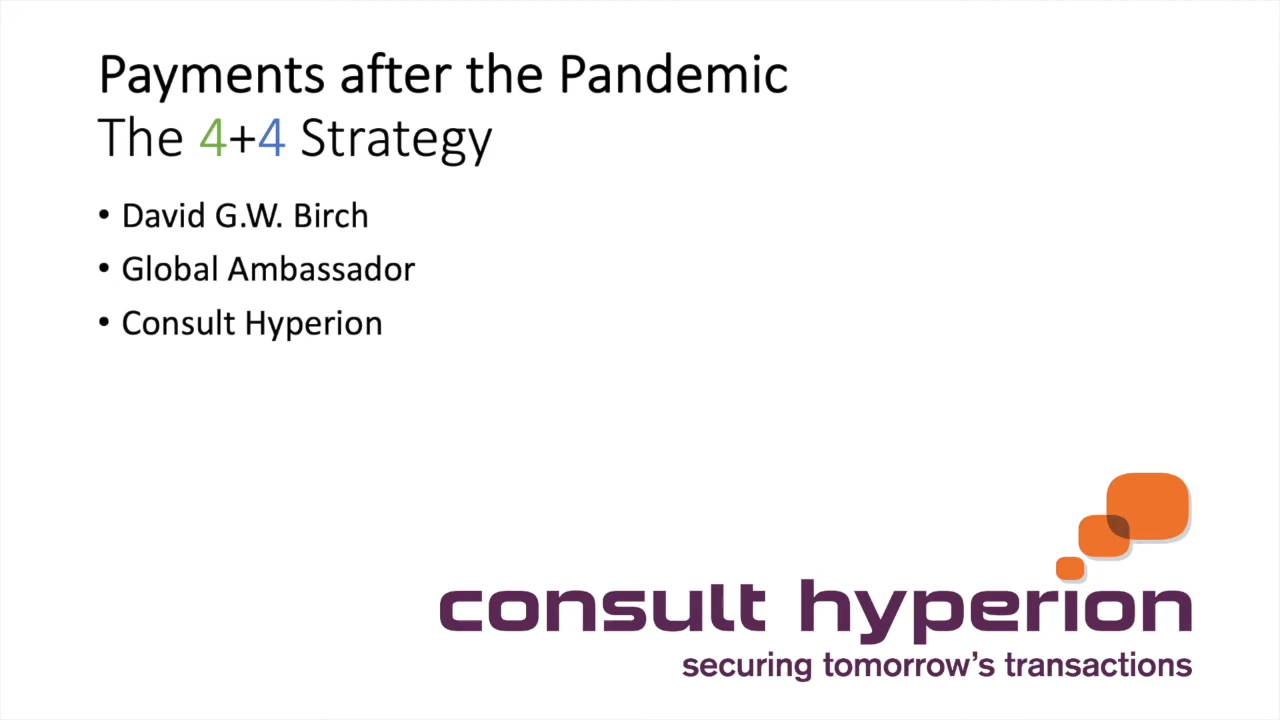 Payments after the Pandemic
The 4+4 Strategy
• David G.W. Birch
• Global Ambassador
• Consult Hyperion
consult hyperion
securing tomorrow's transactions